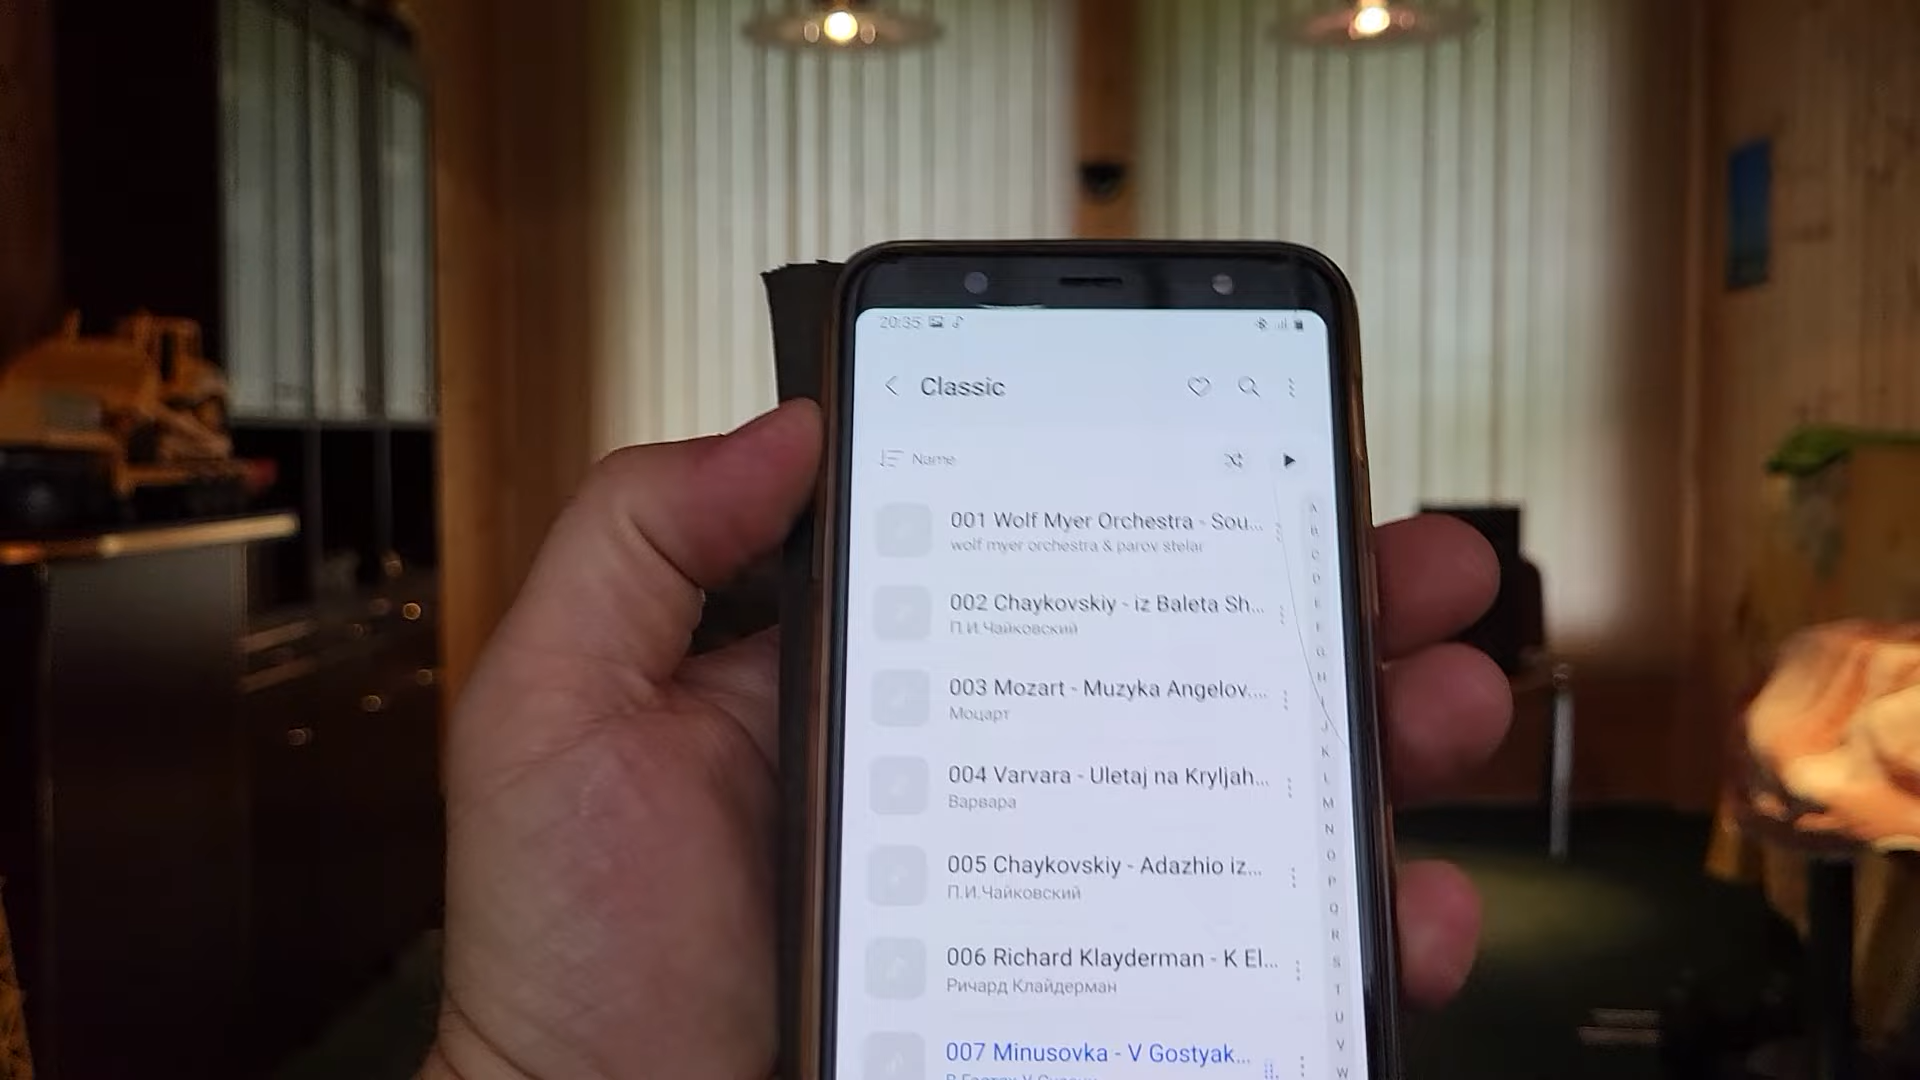 20:35
Classic
Name
001 Wolf Myer Orchestra - Sou...
wolf myer orchestra & parov stelar
002 Chaykovskiy - iz Baleta Sh...
П.И.Чайковский
003 Mozart - Muzyka Angelov....
Моцарт
004 Varvara - Uletaj na Kryljah...
Варвара
005 Chaykovskiy - Adazhio iz...
П.И.Чайковский
006 Richard Klayderman - K El...
Ричард Клайдерман
007 Minusovka - V Gostyak...
A
B
C
D
E
F
G
H
I
J
K
L
M
N
O
P
Q
R
S
T
U
V
W